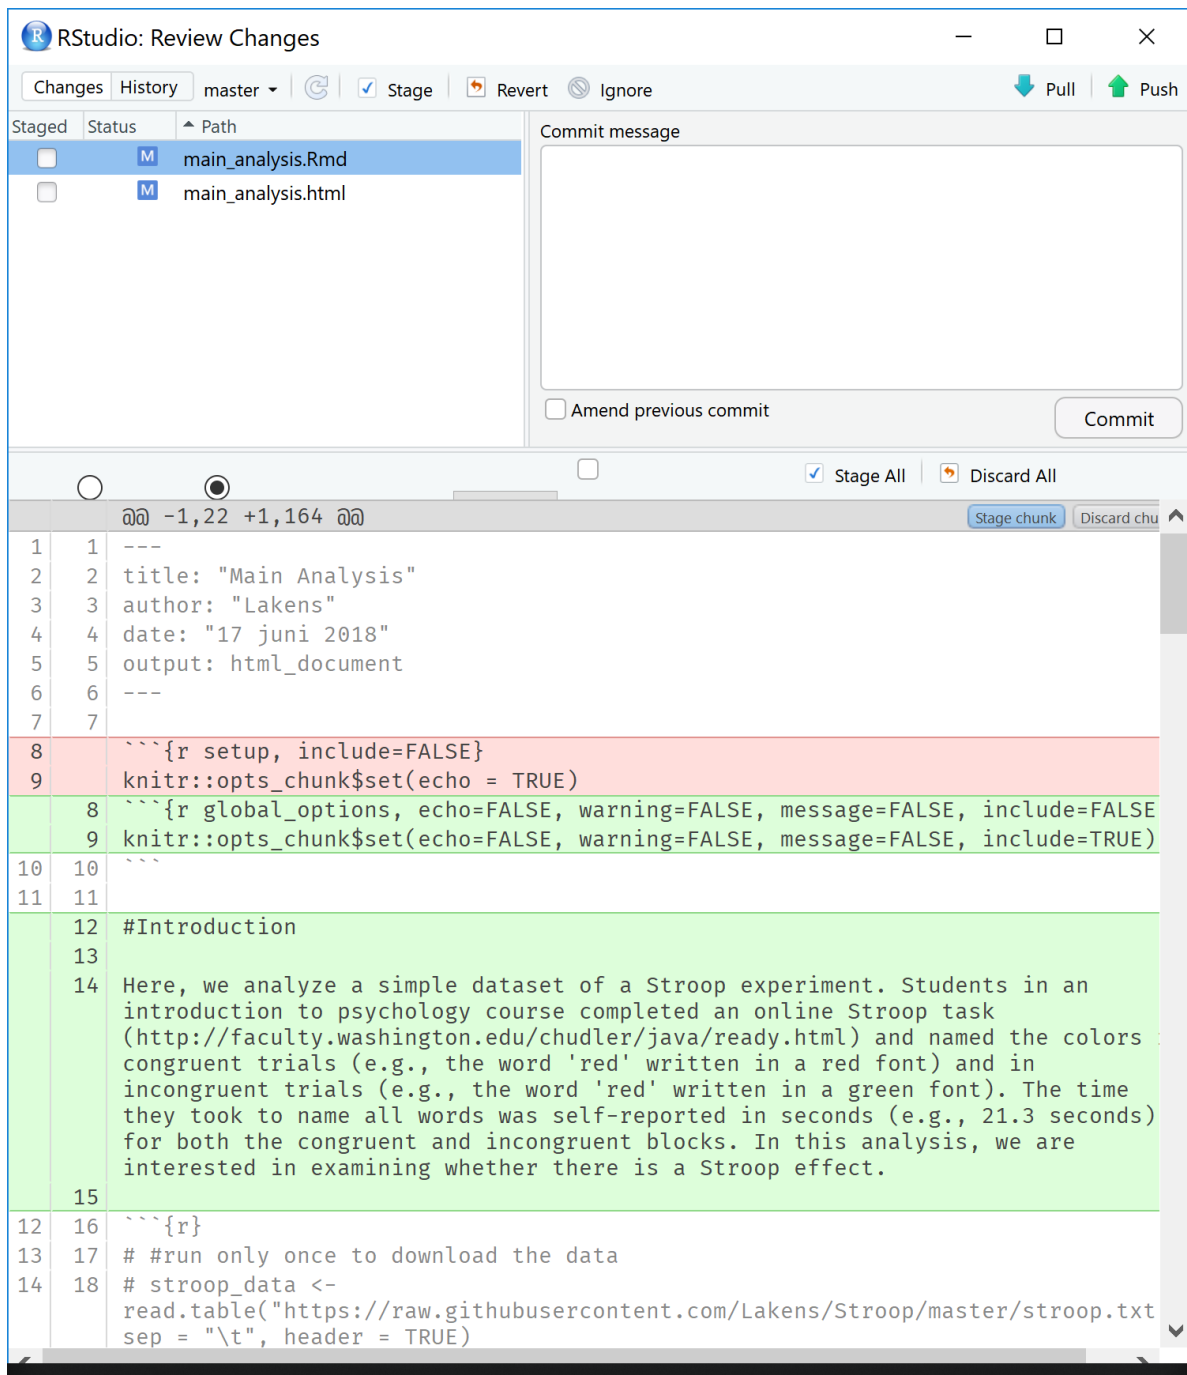 RStudio: Review Changes
Changes History master Stage Revert Ignore Pull Push
Staged Status Path
M main_analysis.Rmd
M main_analysis.html
Commit message
Amend previous commit
Commit
Stage All Discard All
@@ -1,22 +1,164 @@ Stage chunk Discard chu
1 1 ---
2 2 title: "Main Analysis"
3 3 author: "Lakens"
4 4 date: "17 juni 2018"
5 5 output: html_document
6 6 ---
7 7
8 ```{r setup, include=FALSE}
9 knitr::opts_chunk$set(echo = TRUE)
8 ```{r global_options, echo=FALSE, warning=FALSE, message=FALSE, include=FALSE
9 knitr::opts_chunk$set(echo=FALSE, warning=FALSE, message=FALSE, include=TRUE)
10 10 ```
11 11
12 #Introduction
13
14 Here, we analyze a simple dataset of a Stroop experiment. Students in an
introduction to psychology course completed an online Stroop task
(http://faculty.washington.edu/chudler/java/ready.html) and named the colors
congruent trials (e.g., the word 'red' written in a red font) and in
incongruent trials (e.g., the word 'red' written in a green font). The time
they took to name all words was self-reported in seconds (e.g., 21.3 seconds)
for both the congruent and incongruent blocks. In this analysis, we are
interested in examining whether there is a Stroop effect.
15
12 16 ```{r}
13 17 # #run only once to download the data
14 18 # stroop_data <-
read.table("https://raw.githubusercontent.com/Lakens/Stroop/master/stroop.txt
sep = "\t", header = TRUE)